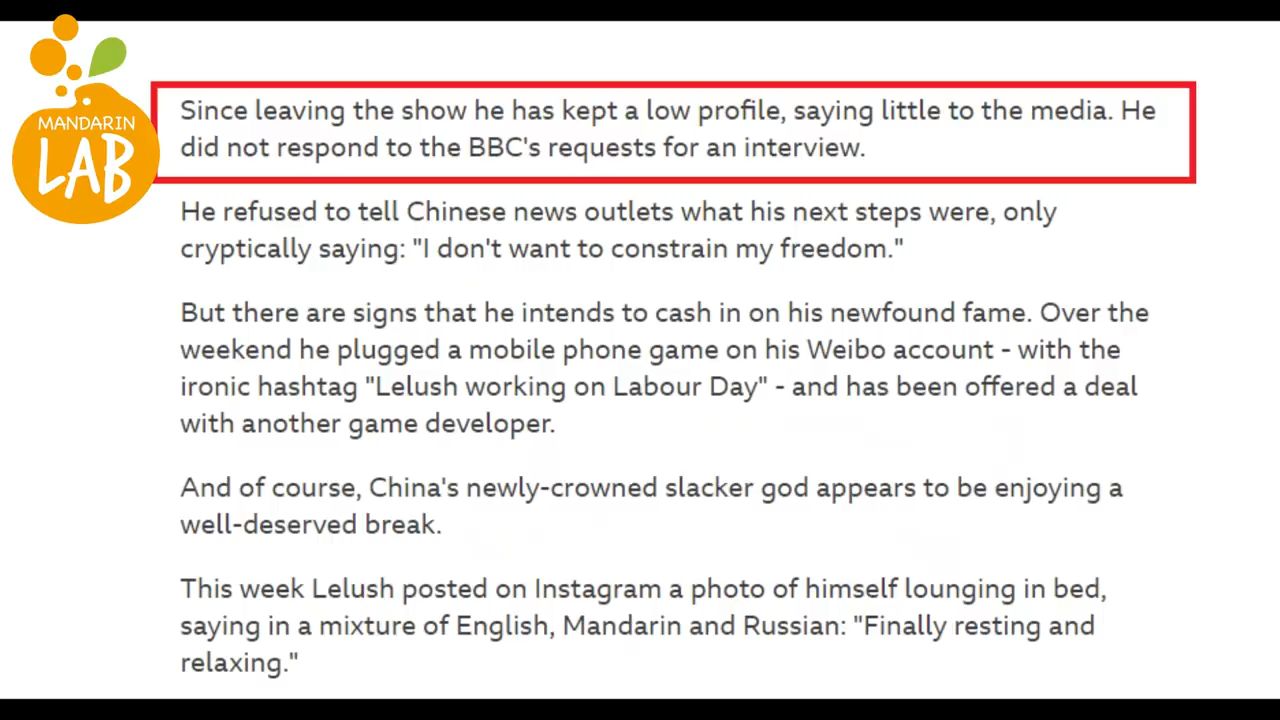 MANDARIN
LAB
Since leaving the show he has kept a low profile, saying little to the media. He
did not respond to the BBC's requests for an interview.
He refused to tell Chinese news outlets what his next steps were, only
cryptically saying: "I don't want to constrain my freedom."
But there are signs that he intends to cash in on his newfound fame. Over the
weekend he plugged a mobile phone game on his Weibo account - with the
ironic hashtag "Lelush working on Labour Day" - and has been offered a deal
with another game developer.
And of course, China's newly-crowned slacker god appears to be enjoying a
well-deserved break.
This week Lelush posted on Instagram a photo of himself lounging in bed,
saying in a mixture of English, Mandarin and Russian: "Finally resting and
relaxing."